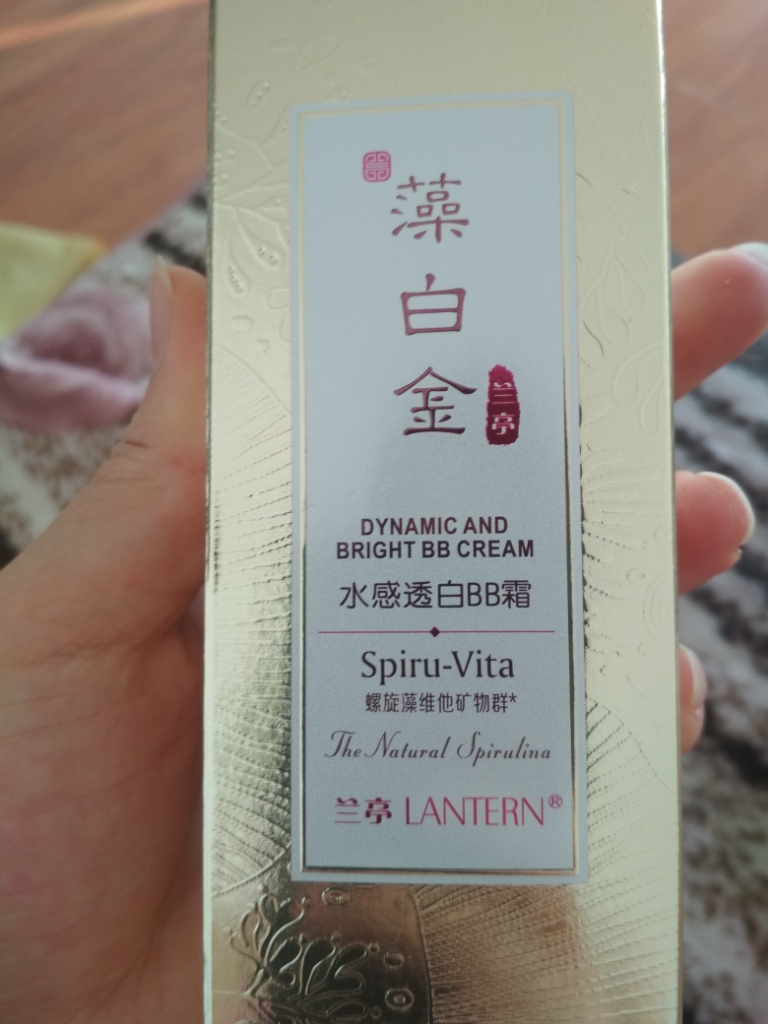 藻白金
兰亭
DYNAMIC AND
BRIGHT BB CREAM
水感透白BB霜
Spiru-Vita
螺旋藻维他矿物群*
The Natural Spirulina
兰亭 LANTERN®